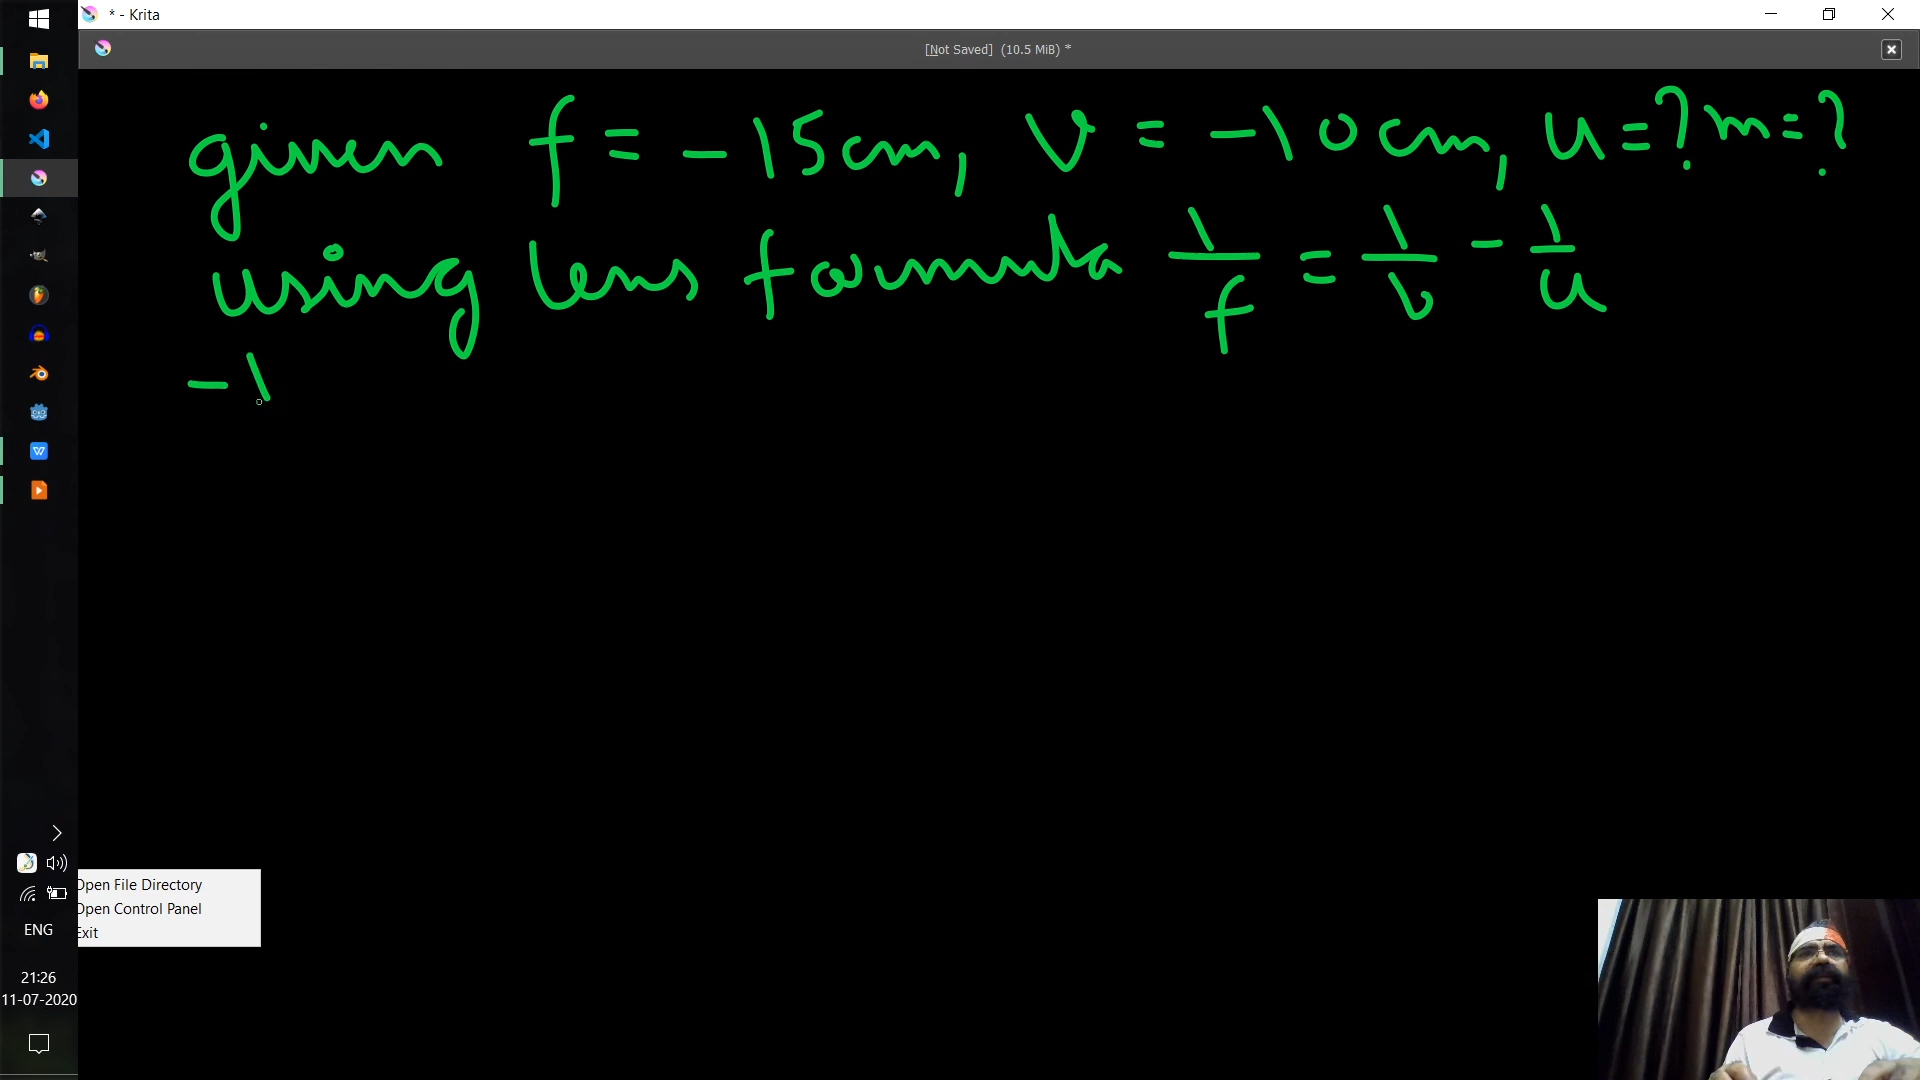 * - Krita
[Not Saved] (10.5 MiB) *
given f = -15cm, v = -10cm, u=? m=?
using lens formula 1/f = 1/v - 1/u
-1
Open File Directory
Open Control Panel
Exit
ENG
21:26
11-07-2020